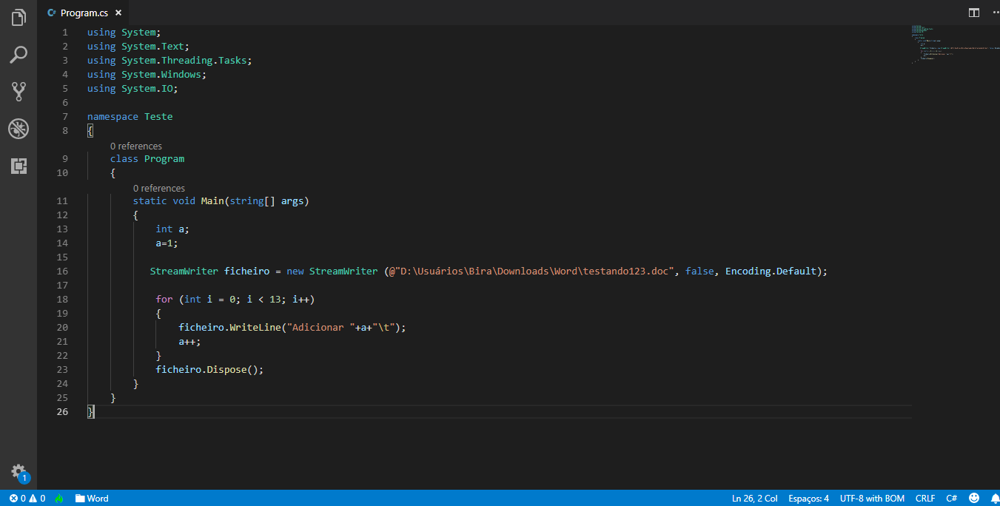 C# Program.cs ×
1 using System;
2 using System.Text;
3 using System.Threading.Tasks;
4 using System.Windows;
5 using System.IO;
6
7 namespace Teste
8 {
0 references
9 class Program
10 {
0 references
11 static void Main(string[] args)
12 {
13 int a;
14 a=1;
15
16 StreamWriter ficheiro = new StreamWriter (@"D:\Usuários\Bira\Downloads\Word\testando123.doc", false, Encoding.Default);
17
18 for (int i = 0; i < 13; i++)
19 {
20 ficheiro.WriteLine("Adicionar "+a+"\t");
21 a++;
22 }
23 ficheiro.Dispose();
24 }
25 }
26 }
1
0 0 Word Ln 26, 2 Col Espaços: 4 UTF-8 with BOM CRLF C#